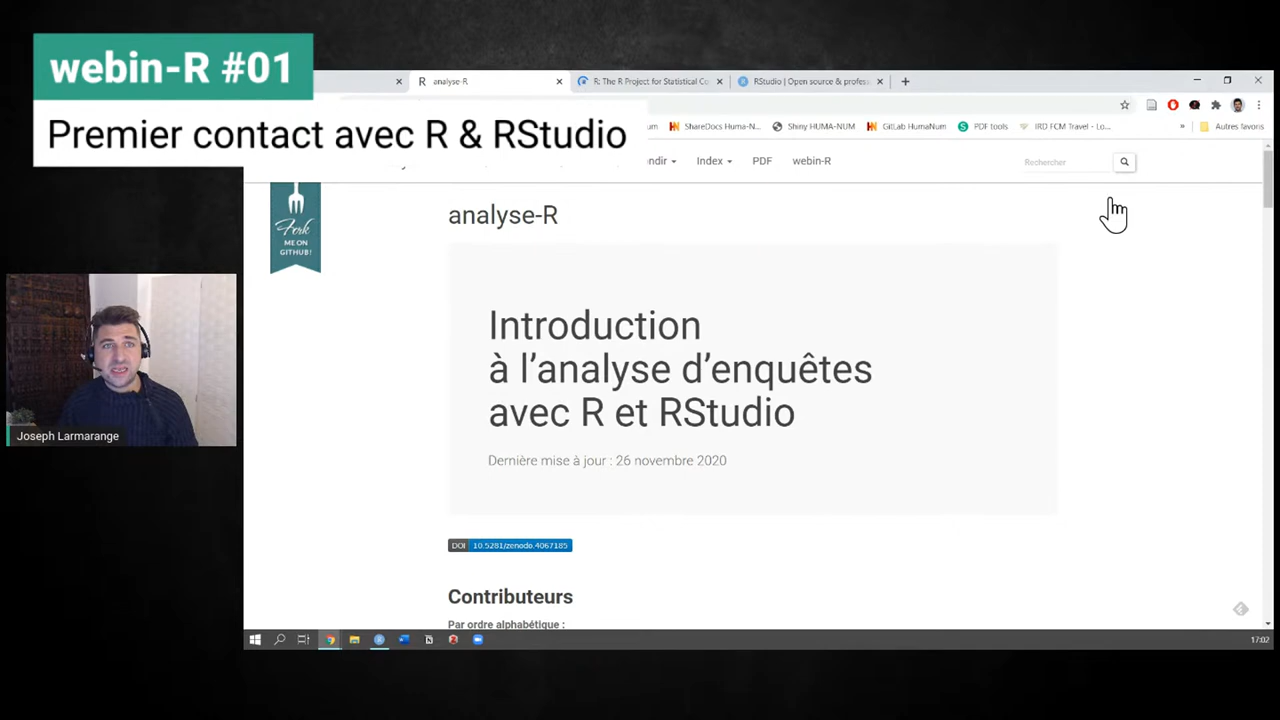 webin-R #01
Premier contact avec R & RStudio
analyse-R
R: The R Project for Statistical Co
RStudio | Open source & profes
ShareDocs Huma-N...
Shiny HUMA-NUM
GitLab HumaNum
PDF tools
IRD FCM Travel - Lo...
»
Autres favoris
ndir
Index
PDF
webin-R
Rechercher
Fork
ME ON
GITHUB!
analyse-R
Introduction
à l’analyse d’enquêtes
avec R et RStudio
Dernière mise à jour : 26 novembre 2020
DOI 10.5281/zenodo.4067185
Contributeurs
Par ordre alphabétique :
Joseph Larmarange
17:02